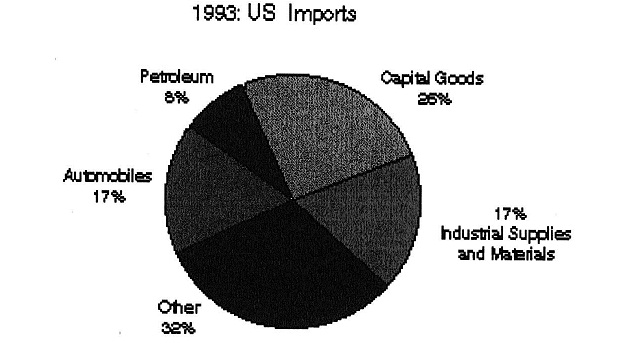 1993: US Imports
Petroleum
8%
Capital Goods
26%
Automobiles
17%
17%
Industrial Supplies
and Materials
Other
32%